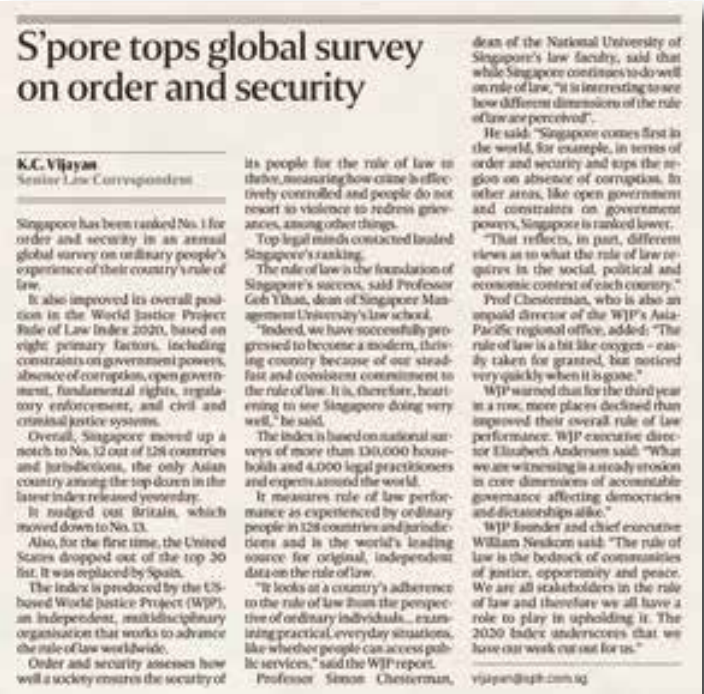 S'pore tops global survey
on order and security
K.C. Vijayan
Senior Law Correspondent
Singapore has been ranked No. 1 for
order and security in an annual
global survey on ordinary people's
experience of their country's rule of
law.
It also improved its overall posi-
tion in the World Justice Project
Rule of Law Index 2020, based on
eight primary factors, including
constraints on government powers,
absence of corruption, open govern-
ment, fundamental rights, regula-
tory enforcement, and civil and
criminal justice systems.
Overall, Singapore moved up a
notch to No. 12 out of 128 countries
and jurisdictions, the only Asian
country among the top dozen in the
latest index released yesterday.
It nudged out Britain, which
moved down to No. 13.
Also, for the first time, the United
States dropped out of the top 20
list. It was replaced by Spain.
The index is produced by the US-
based World Justice Project (WJP),
an independent, multidisciplinary
organisation that works to advance
the rule of law worldwide.
Order and security assesses how
well a society ensures the security of
its people for the rule of law to
thrive, measuring how crime is effec-
tively controlled and people do not
resort to violence to redress griev-
ances, among other things.
Top legal minds contacted lauded
Singapore's ranking.
The rule of law is the foundation of
Singapore's success, said Professor
Goh Yihan, dean of Singapore Man-
agement University's law school.
"Indeed, we have successfully pro-
gressed to become a modern, thriv-
ing country because of our stead-
fast and consistent commitment to
the rule of law. It is, therefore, heart-
ening to see Singapore doing very
well," he said.
The index is based on national sur-
veys of more than 130,000 house-
holds and 4,000 legal practitioners
and experts around the world.
It measures rule of law perfor-
mance as experienced by ordinary
people in 128 countries and jurisdic-
tions and is the world's leading
source for original, independent
data on the rule of law.
"It looks at a country's adherence
to the rule of law from the perspec-
tive of ordinary individuals... exam-
ining practical, everyday situations,
like whether people can access pub-
lic services," said the WJP report.
Professor Simon Chesterman,
dean of the National University of
Singapore's law faculty, said that
while Singapore continues to do well
on rule of law, "it is interesting to see
how different dimensions of the rule
of law are perceived".
He said: "Singapore comes first in
the world, for example, in terms of
order and security and tops the re-
gion on absence of corruption. In
other areas, like open government
and constraints on government
powers, Singapore is ranked lower.
"That reflects, in part, different
views as to what the rule of law re-
quires in the social, political and
economic context of each country."
Prof Chesterman, who is also an
unpaid director of the WJP's Asia-
Pacific regional office, added: "The
rule of law is a bit like oxygen - eas-
ily taken for granted, but noticed
very quickly when it is gone."
WJP warned that for the third year
in a row, more places declined than
improved their overall rule of law
performance. WJP executive direc-
tor Elizabeth Andersen said: "What
we are witnessing is a steady erosion
in core dimensions of accountable
governance affecting democracies
and dictatorships alike."
WJP founder and chief executive
William Neukom said: "The rule of
law is the bedrock of communities
of justice, opportunity and peace.
We are all stakeholders in the rule
of law and therefore we all have a
role to play in upholding it. The
2020 Index underscores that we
have our work cut out for us."
vijayan@sph.com.sg